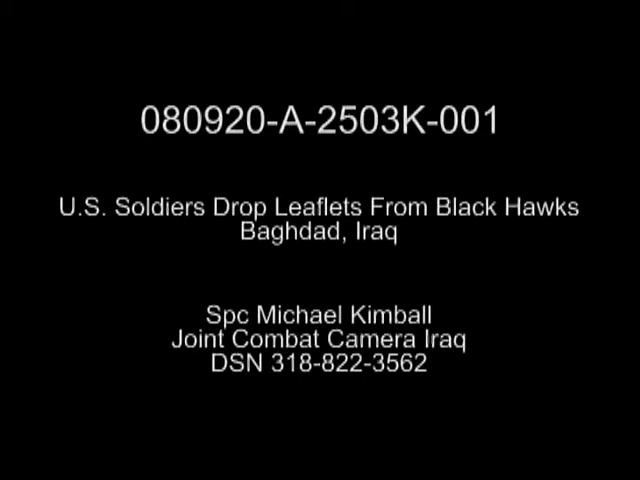 080920-A-2503K-001
U.S. Soldiers Drop Leaflets From Black Hawks
Baghdad, Iraq
Spc Michael Kimball
Joint Combat Camera Iraq
DSN 318-822-3562